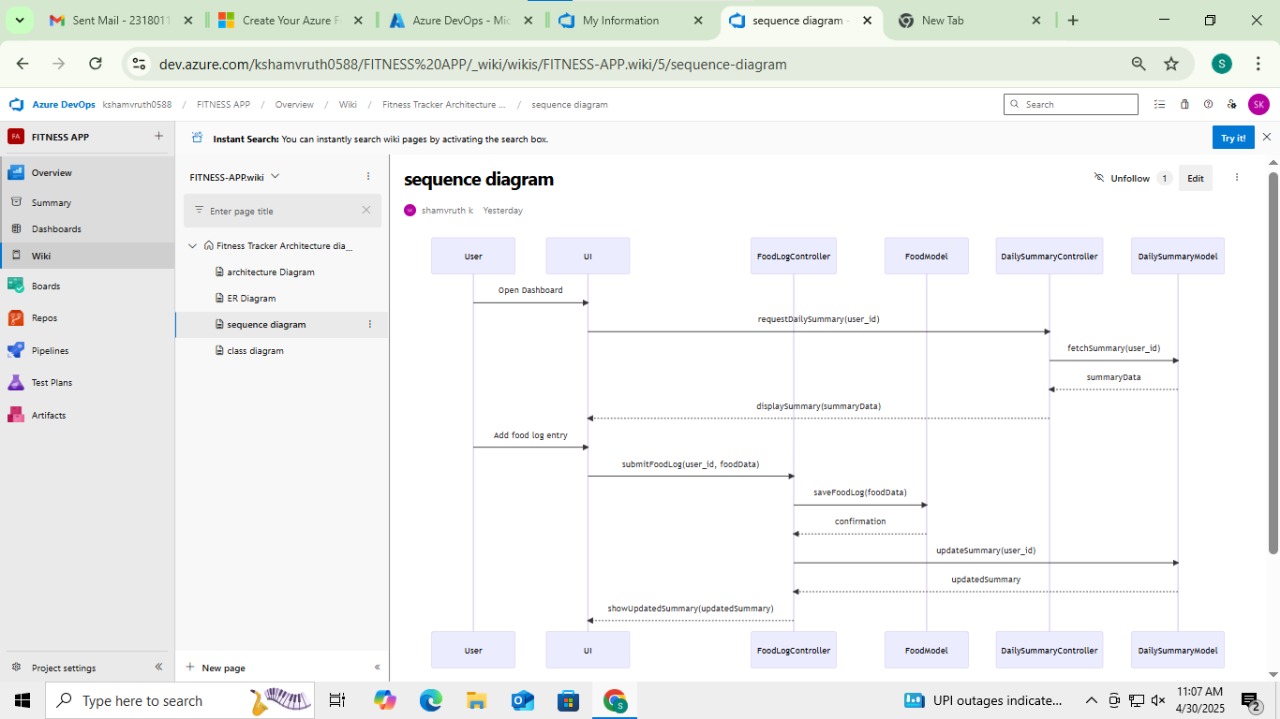 Sent Mail - 2318011
Create Your Azure F
Azure DevOps - Mic
My Information
sequence diagram -
New Tab
dev.azure.com/kshamvruth0588/FITNESS%20APP/_wiki/wikis/FITNESS-APP.wiki/5/sequence-diagram
S
Azure DevOps kshamvruth0588 / FITNESS APP / Overview / Wiki / Fitness Tracker Architecture ... / sequence diagram
Search
SK
FA FITNESS APP
Instant Search: You can instantly search wiki pages by activating the search box.
Try it!
Overview
Summary
Dashboards
Wiki
Boards
Repos
Pipelines
Test Plans
Artifacts
Project settings
FITNESS-APP.wiki
Enter page title
Fitness Tracker Architecture dia_
architecture Diagram
ER Diagram
sequence diagram
class diagram
New page
sequence diagram
Unfollow 1
Edit
SK shamvruth k Yesterday
User UI FoodLogController FoodModel DailySummaryController DailySummaryModel
Open Dashboard
requestDailySummary(user_id)
fetchSummary(user_id)
summaryData
displaySummary(summaryData)
Add food log entry
submitFoodLog(user_id, foodData)
saveFoodLog(foodData)
confirmation
updateSummary(user_id)
updatedSummary
showUpdatedSummary(updatedSummary)
User UI FoodLogController FoodModel DailySummaryController DailySummaryModel
Type here to search
UPI outages indicate...
11:07 AM
4/30/2025
2